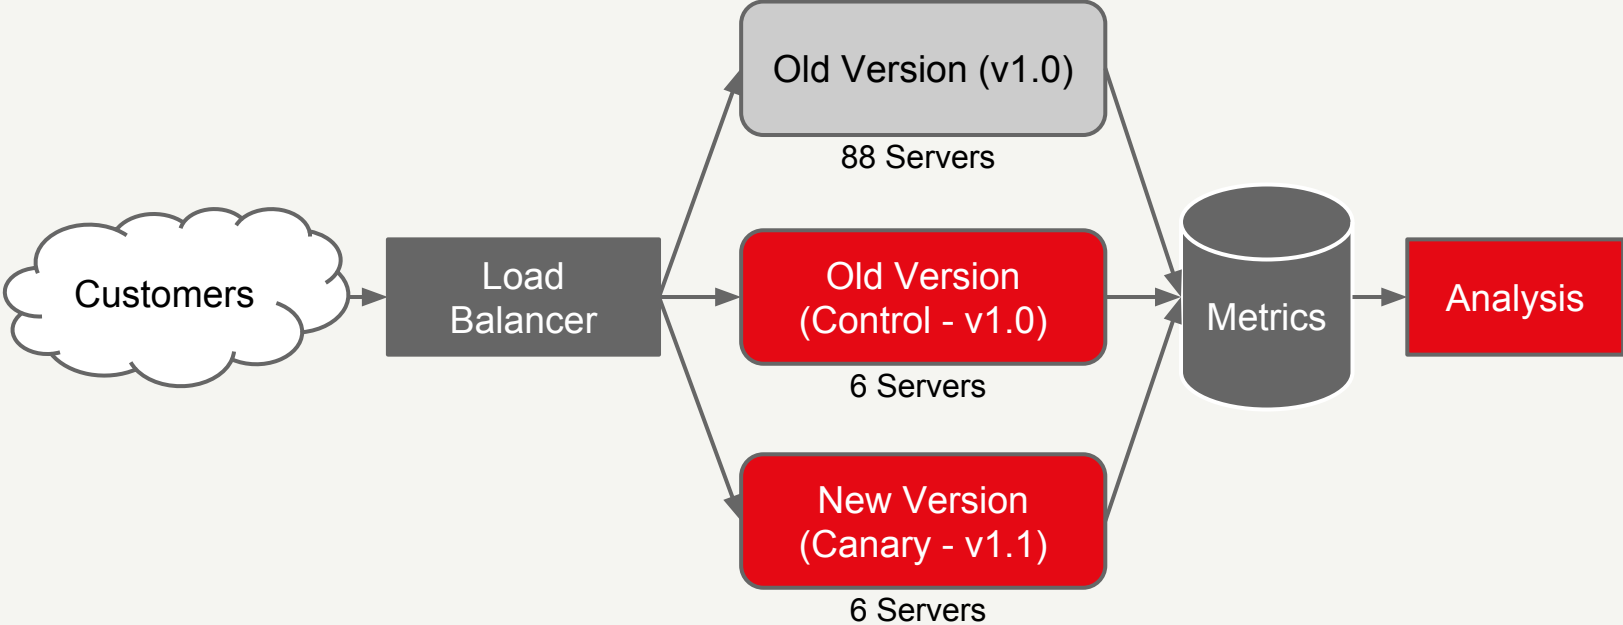 Old Version (v1.0)
88 Servers
Customers
Load
Balancer
Old Version
(Control - v1.0)
6 Servers
New Version
(Canary - v1.1)
6 Servers
Metrics
Analysis